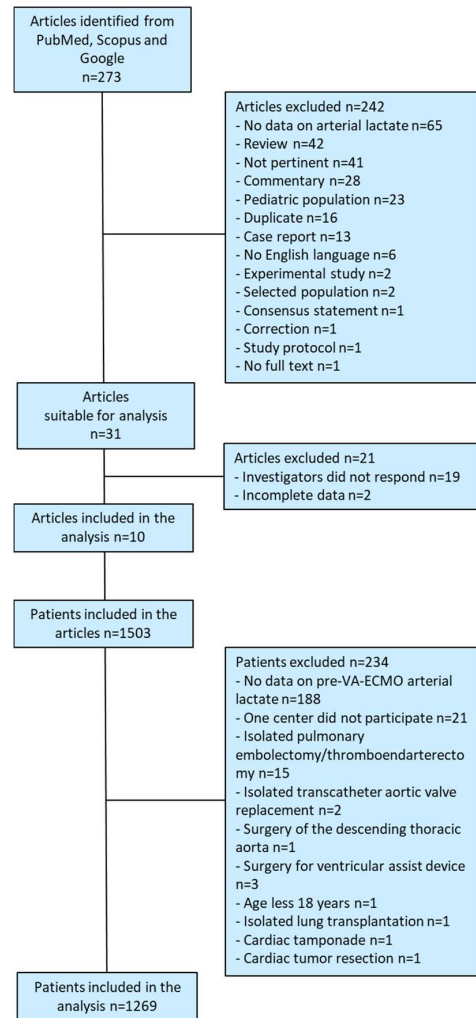 Articles identified from
PubMed, Scopus and
Google
n=273
Articles excluded n=242
- No data on arterial lactate n=65
- Review n=42
- Not pertinent n=41
- Commentary n=28
- Pediatric population n=23
- Duplicate n=16
- Case report n=13
- No English language n=6
- Experimental study n=2
- Selected population n=2
- Consensus statement n=1
- Correction n=1
- Study protocol n=1
- No full text n=1
Articles
suitable for analysis
n=31
Articles excluded n=21
- Investigators did not respond n=19
- Incomplete data n=2
Articles included in the
analysis n=10
Patients included in the
articles n=1503
Patients excluded n=234
- No data on pre-VA-ECMO arterial
lactate n=188
- One center did not participate n=21
- Isolated pulmonary
embolectomy/thromboendarterecto
my n=15
- Isolated transcatheter aortic valve
replacement n=2
- Surgery of the descending thoracic
aorta n=1
- Surgery for ventricular assist device
n=3
- Age less 18 years n=1
- Isolated lung transplantation n=1
- Cardiac tamponade n=1
- Cardiac tumor resection n=1
Patients included in the
analysis n=1269